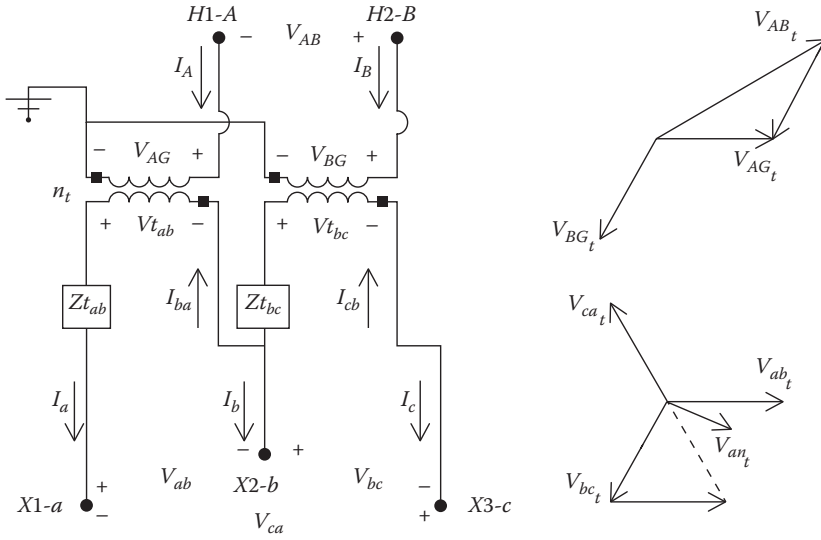 H1-A − V_AB + H2-B
I_A I_B
− V_AG + − V_BG +
n_t
+ Vt_ab − + Vt_bc −
Zt_ab I_ba Zt_bc I_cb
I_a I_b I_c
− +
X2-b
+ V_ab V_bc −
X1-a − + X3-c
V_ca
V_AB_t
V_AG_t
V_BG_t
V_ca_t
V_ab_t
V_an_t
V_bc_t